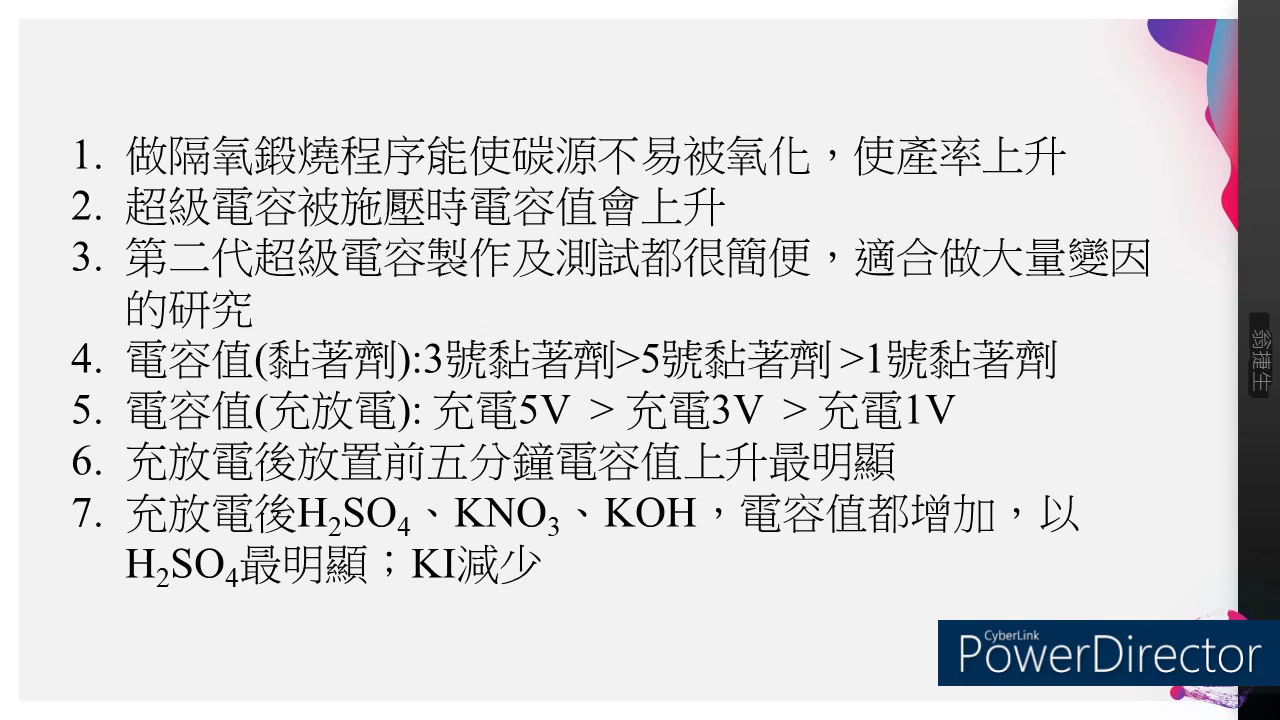 1. 做隔氧鍛燒程序能使碳源不易被氧化，使產率上升
2. 超級電容被施壓時電容值會上升
3. 第二代超級電容製作及測試都很簡便，適合做大量變因
的研究
4. 電容值(黏著劑):3號黏著劑>5號黏著劑 >1號黏著劑
5. 電容值(充放電): 充電5V > 充電3V > 充電1V
6. 充放電後放置前五分鐘電容值上升最明顯
7. 充放電後H₂SO₄、KNO₃、KOH，電容值都增加，以
H₂SO₄最明顯；KI減少
翁捷生
CyberLink
PowerDirector